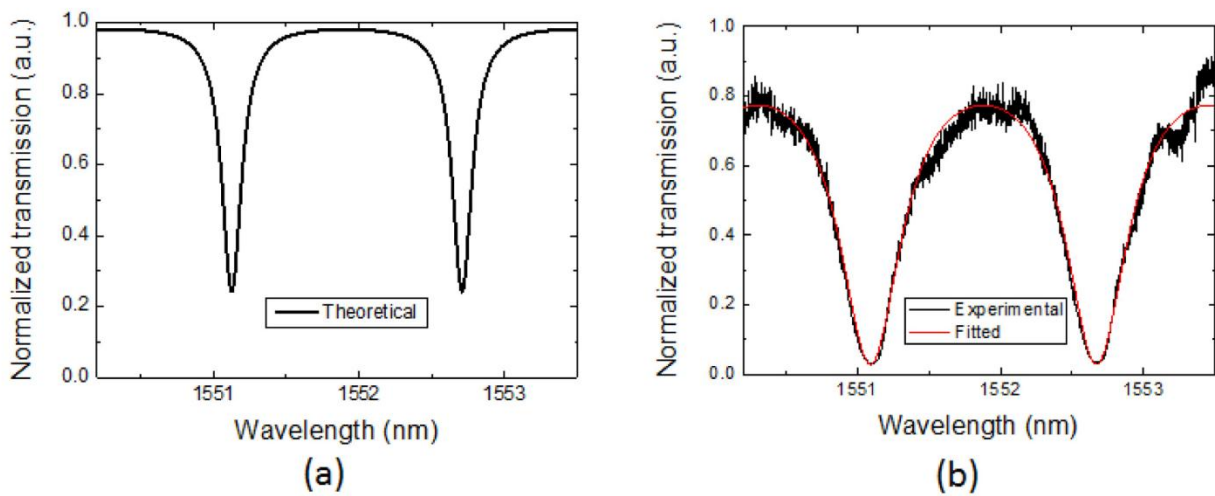 Normalized transmission (a.u.)
1.0
0.8
0.6
0.4
0.2
0.0
Theoretical
1551
1552
1553
Wavelength (nm)
(a)
Normalized transmission (a.u.)
1.0
0.8
0.6
0.4
0.2
0.0
Experimental
Fitted
1551
1552
1553
Wavelength (nm)
(b)